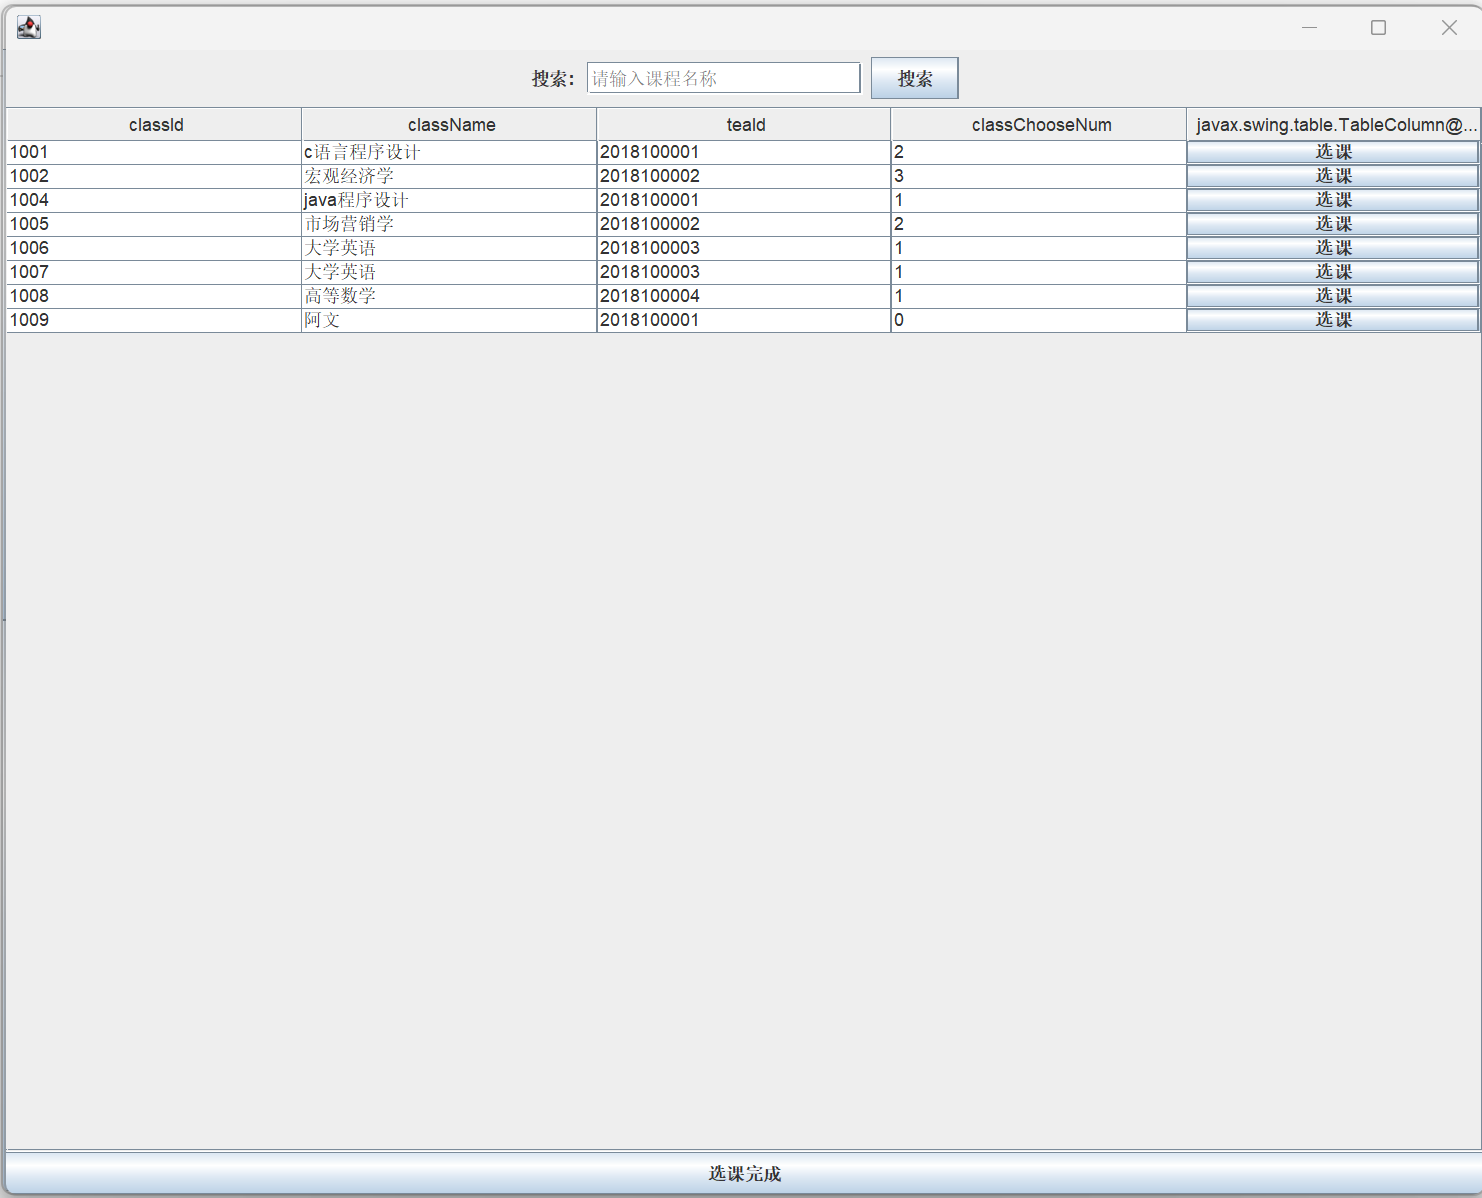 搜索： 请输入课程名称 搜索
classId className teaId classChooseNum javax.swing.table.TableColumn@...
1001 c语言程序设计 2018100001 2 选课
1002 宏观经济学 2018100002 3 选课
1004 java程序设计 2018100001 1 选课
1005 市场营销学 2018100002 2 选课
1006 大学英语 2018100003 1 选课
1007 大学英语 2018100003 1 选课
1008 高等数学 2018100004 1 选课
1009 阿文 2018100001 0 选课
选课完成